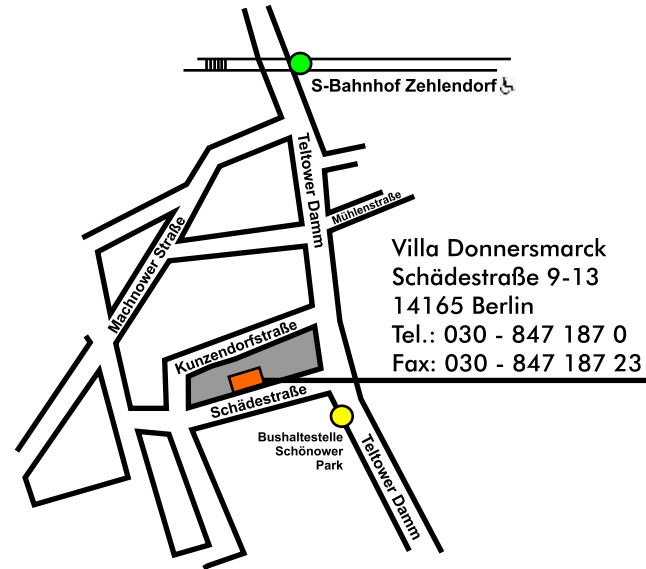 S-Bahnhof Zehlendorf
Teltower Damm
Mühlenstraße
Machnower Straße
Villa Donnersmarck
Schädestraße 9-13
14165 Berlin
Tel.: 030 - 847 187 0
Fax: 030 - 847 187 23
Kunzendorfstraße
Schädestraße
Bushaltestelle
Schönower
Park
Teltower Damm